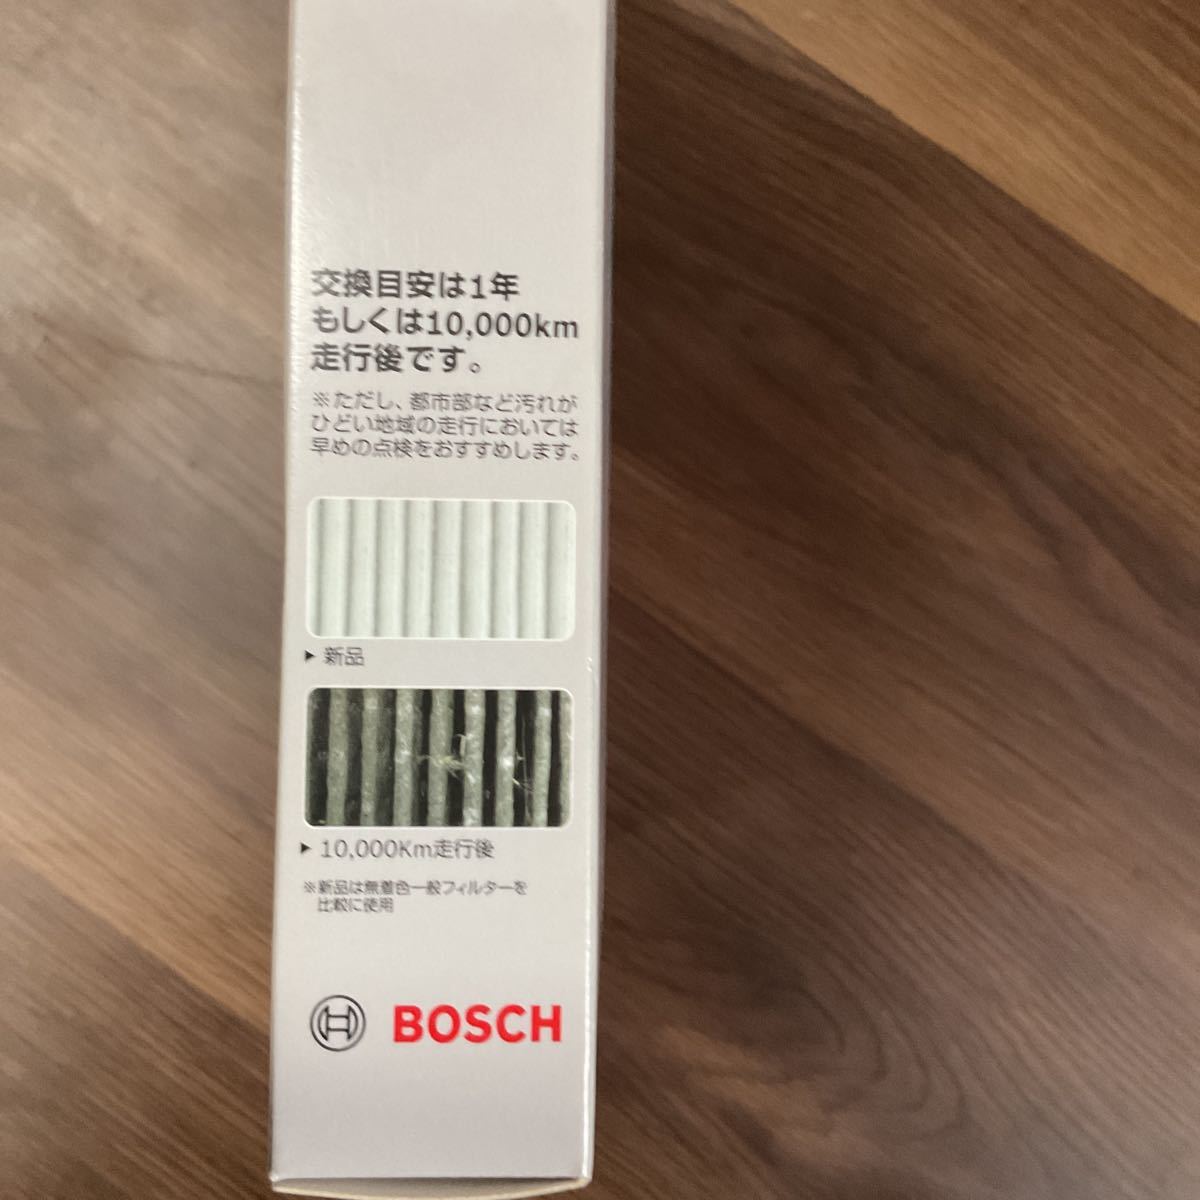 交換目安は1年
もしくは10,000km
走行後です。
※ただし、都市部など汚れが
ひどい地域の走行においては
早めの点検をおすすめします。
▶ 新品
▶ 10,000Km走行後
※新品は無着色一般フィルターを
比較に使用
BOSCH